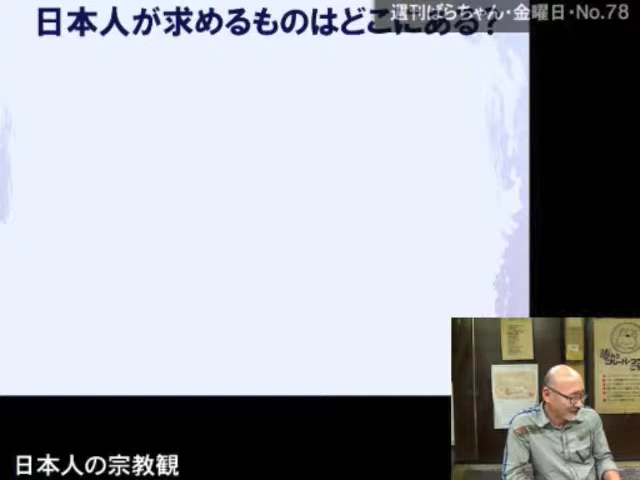 日本人が求めるものはどこにある？
週刊ばらちゃん・金曜日・No.78
日本人の宗教観